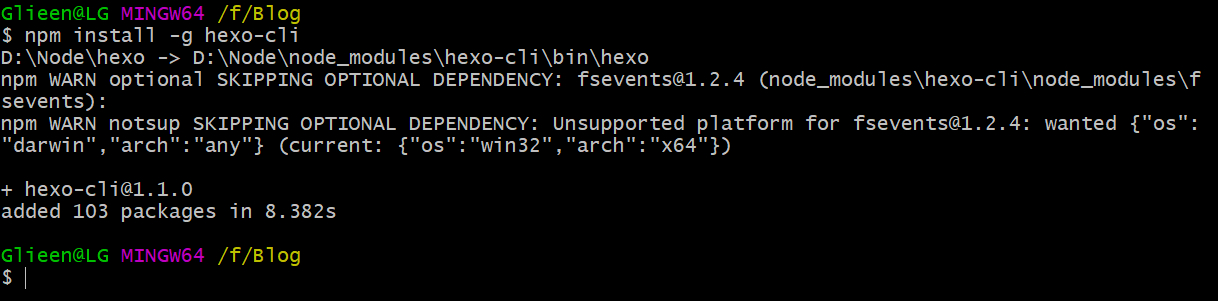 Glieen@LG MINGW64 /f/Blog
$ npm install -g hexo-cli
D:\Node\hexo -> D:\Node\node_modules\hexo-cli\bin\hexo
npm WARN optional SKIPPING OPTIONAL DEPENDENCY: fsevents@1.2.4 (node_modules\hexo-cli\node_modules\f
sevents):
npm WARN notsup SKIPPING OPTIONAL DEPENDENCY: Unsupported platform for fsevents@1.2.4: wanted {"os":
"darwin","arch":"any"} (current: {"os":"win32","arch":"x64"})
+ hexo-cli@1.1.0
added 103 packages in 8.382s
Glieen@LG MINGW64 /f/Blog
$